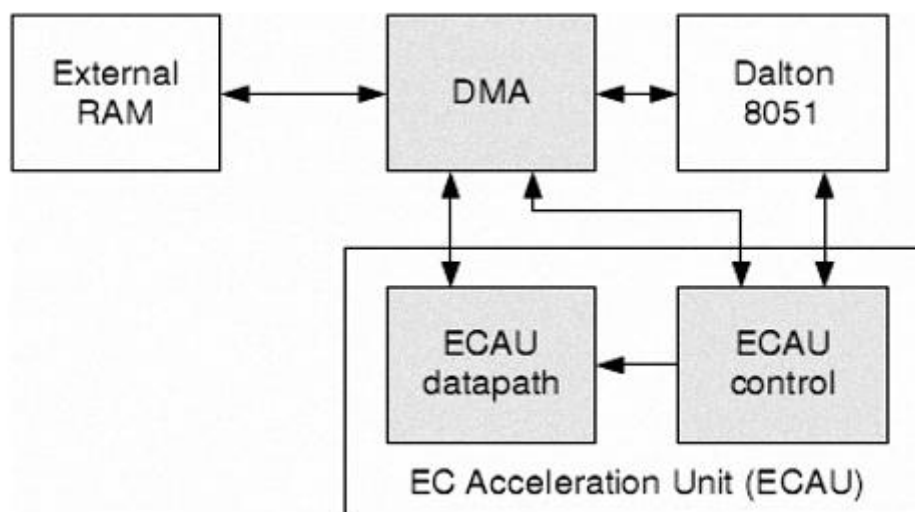 External
RAM
DMA
Dalton
8051
ECAU
datapath
ECAU
control
EC Acceleration Unit (ECAU)